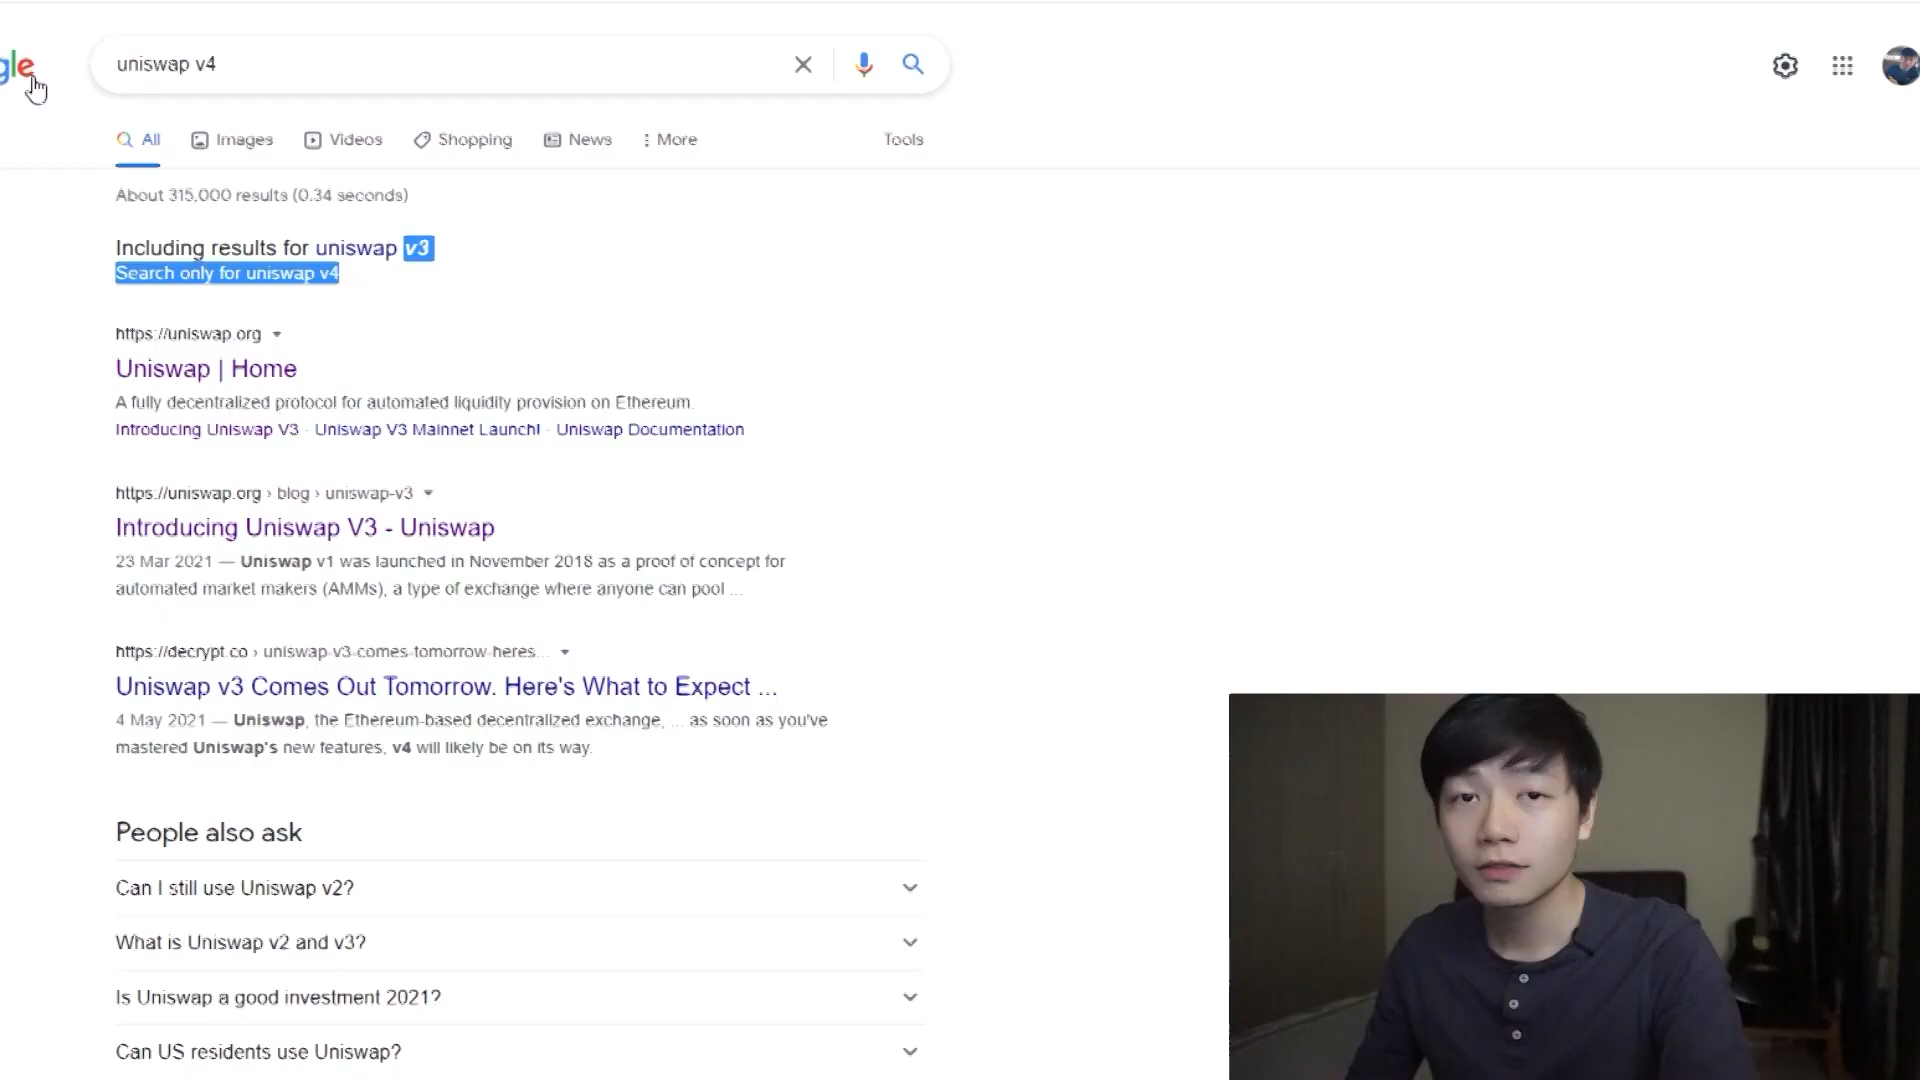 gle
uniswap v4
All Images Videos Shopping News More Tools
About 315,000 results (0.34 seconds)
Including results for uniswap v3
Search only for uniswap v4
https://uniswap.org
Uniswap | Home
A fully decentralized protocol for automated liquidity provision on Ethereum.
Introducing Uniswap V3 · Uniswap V3 Mainnet Launch! · Uniswap Documentation
https://uniswap.org › blog › uniswap-v3
Introducing Uniswap V3 - Uniswap
23 Mar 2021 — Uniswap v1 was launched in November 2018 as a proof of concept for
automated market makers (AMMs), a type of exchange where anyone can pool ...
https://decrypt.co › uniswap-v3-comes-tomorrow-heres...
Uniswap v3 Comes Out Tomorrow. Here's What to Expect ...
4 May 2021 — Uniswap, the Ethereum-based decentralized exchange, ... as soon as you've
mastered Uniswap's new features, v4 will likely be on its way.
People also ask
Can I still use Uniswap v2?
What is Uniswap v2 and v3?
Is Uniswap a good investment 2021?
Can US residents use Uniswap?